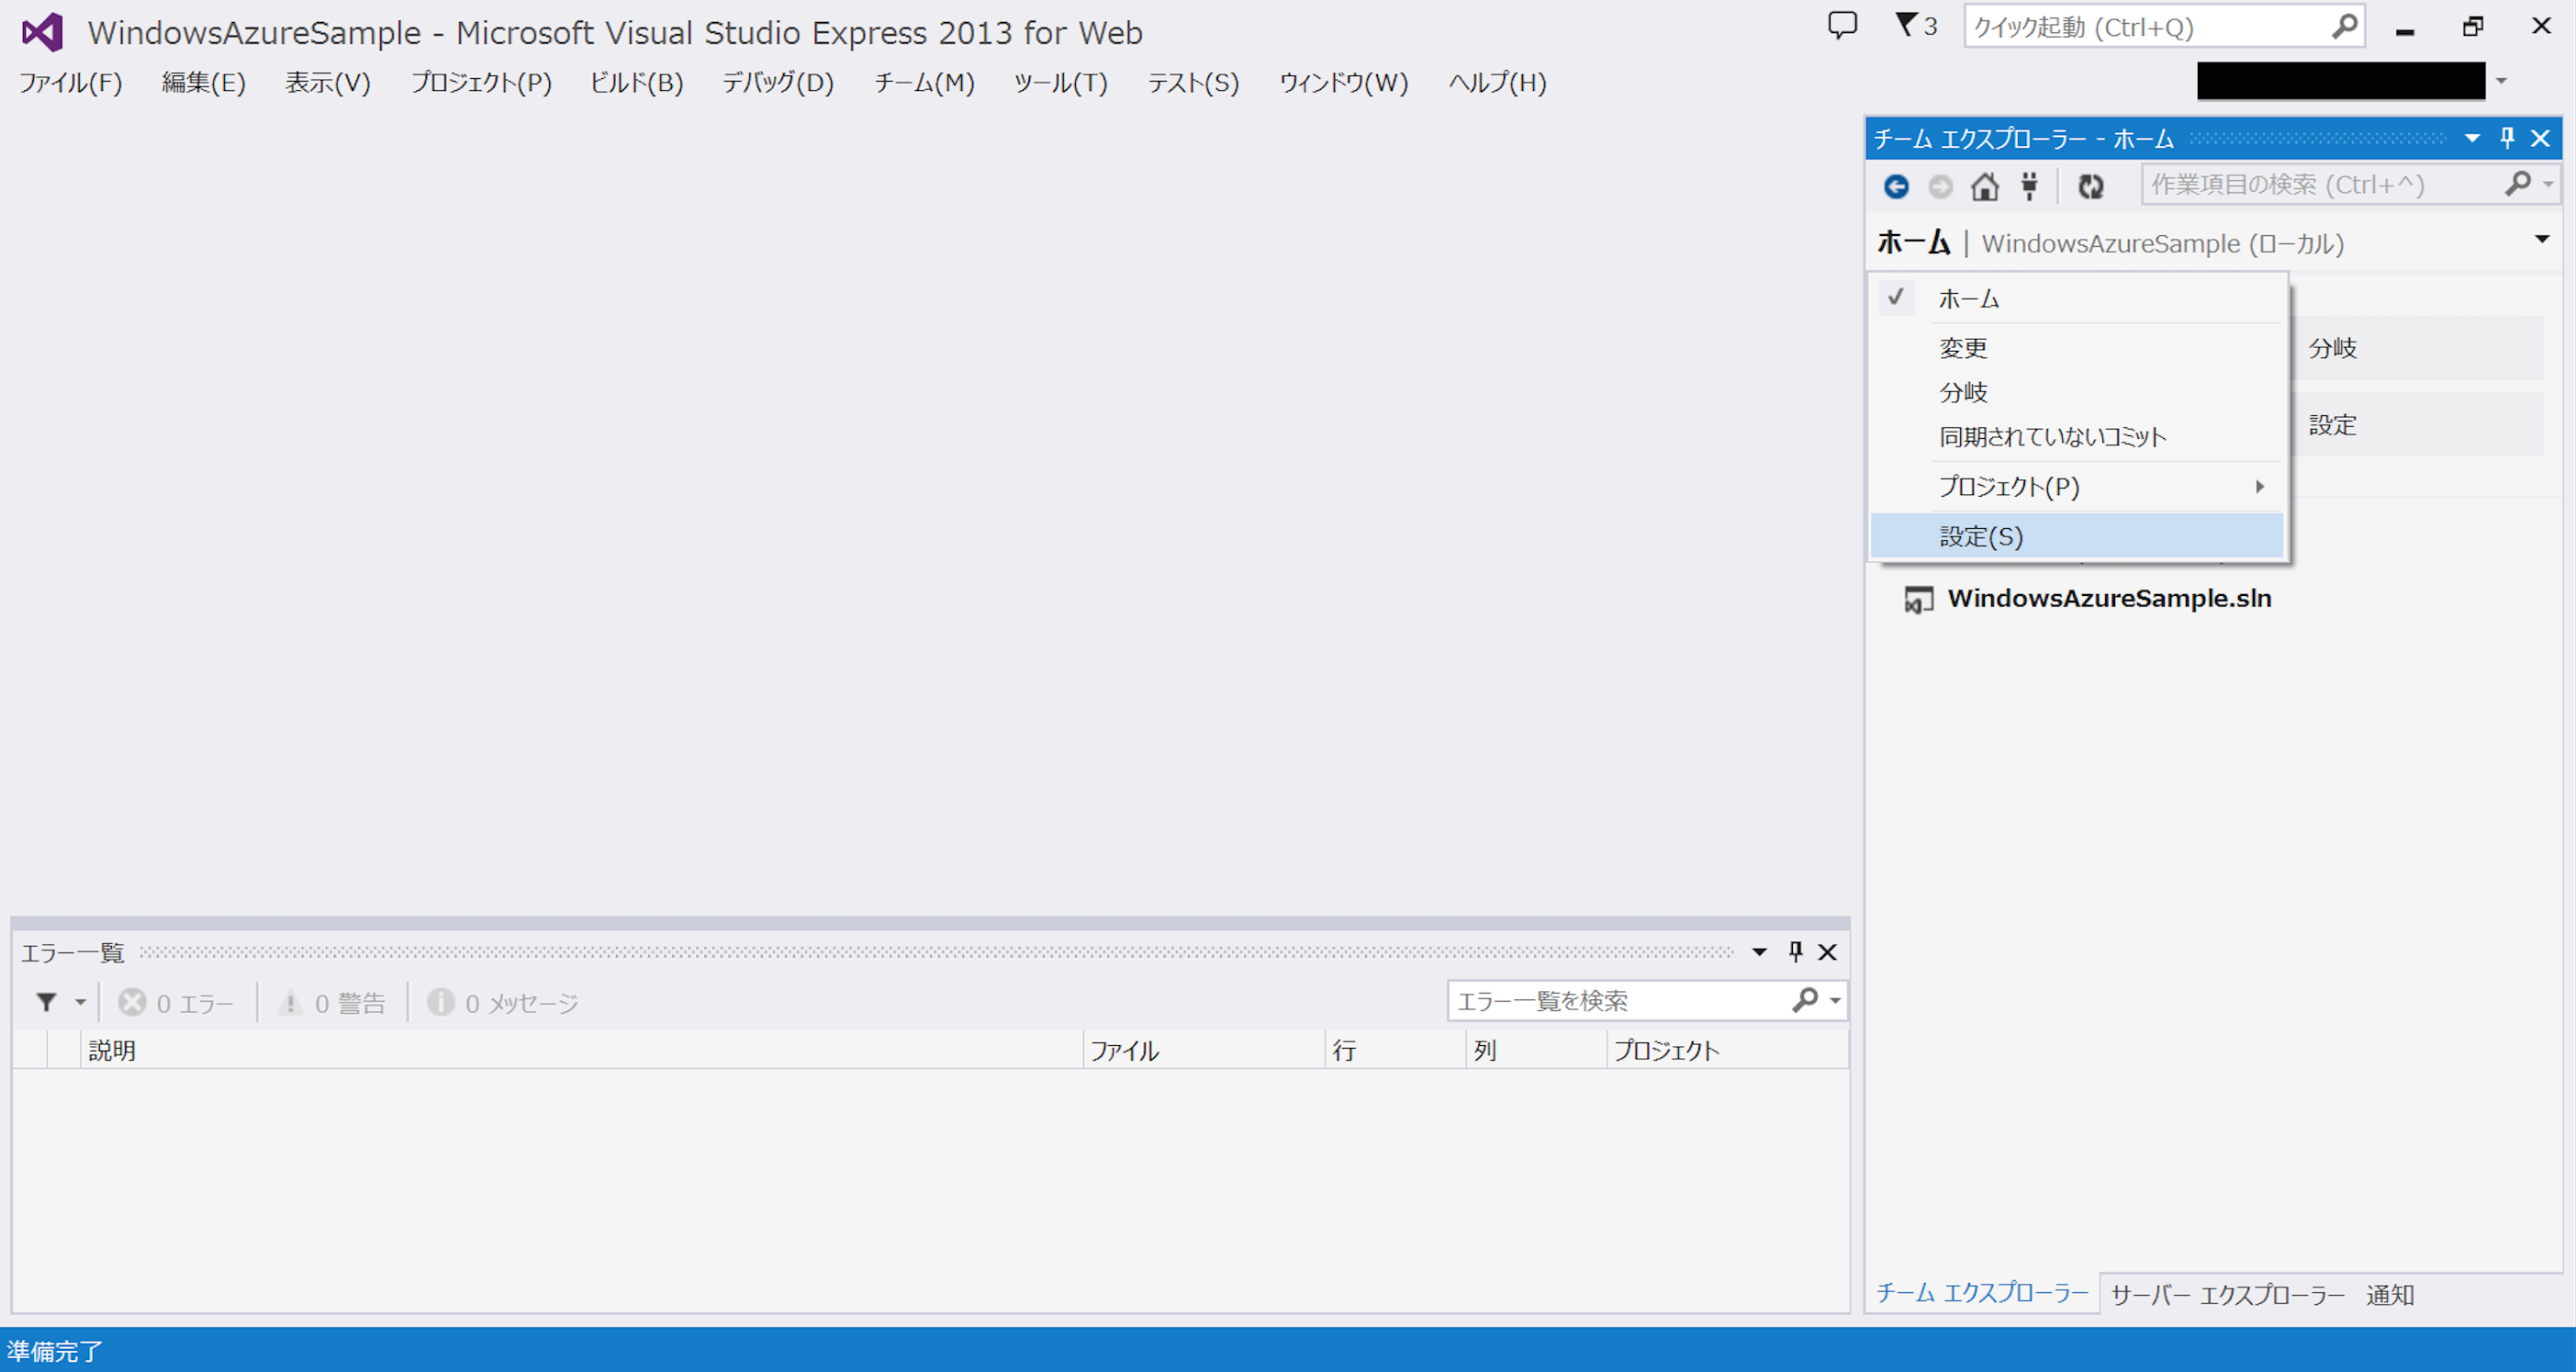 WindowsAzureSample - Microsoft Visual Studio Express 2013 for Web
3
クイック起動 (Ctrl+Q)
ファイル(F) 編集(E) 表示(V) プロジェクト(P) ビルド(B) デバッグ(D) チーム(M) ツール(T) テスト(S) ウィンドウ(W) ヘルプ(H)
チーム エクスプローラー - ホーム
作業項目の検索 (Ctrl+^)
ホーム | WindowsAzureSample (ローカル)
ホーム
変更
分岐
同期されていないコミット
プロジェクト(P)
設定(S)
分岐
設定
WindowsAzureSample.sln
エラー一覧
0 エラー 0 警告 0 メッセージ
エラー一覧を検索
説明 ファイル 行 列 プロジェクト
チーム エクスプローラー サーバー エクスプローラー 通知
準備完了